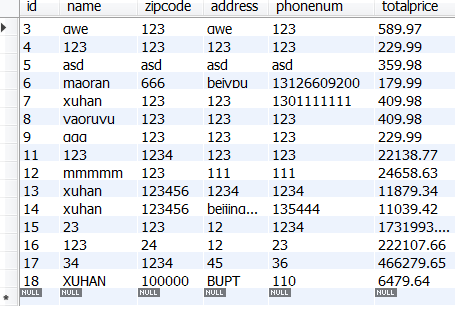 id name zipcode address phonenum totalprice
3 qwe 123 qwe 123 589.97
4 123 123 123 123 229.99
5 asd asd asd asd 359.98
6 maoran 666 beiyou 13126609200 179.99
7 xuhan 123 123 1301111111 409.98
8 yaoruyu 123 123 123 409.98
9 qqq 123 123 123 229.99
11 123 1234 123 123 22138.77
12 mmmmm 123 111 111 24658.63
13 xuhan 123456 1234 1234 11879.34
14 xuhan 123456 beijing... 135444 11039.42
15 23 123 12 1234 1731993....
16 123 24 12 23 222107.66
17 34 1234 45 36 466279.65
18 XUHAN 100000 BUPT 110 6479.64
NULL NULL NULL NULL NULL NULL